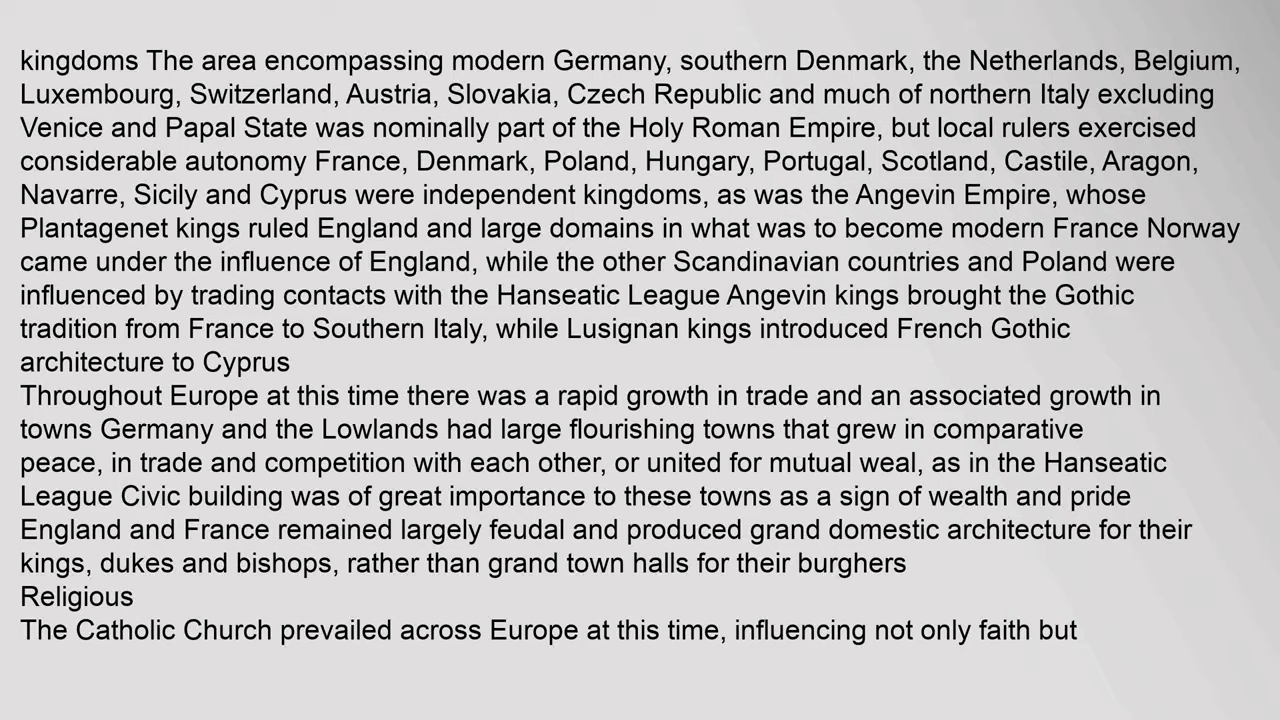 kingdoms The area encompassing modern Germany, southern Denmark, the Netherlands, Belgium,
Luxembourg, Switzerland, Austria, Slovakia, Czech Republic and much of northern Italy excluding
Venice and Papal State was nominally part of the Holy Roman Empire, but local rulers exercised
considerable autonomy France, Denmark, Poland, Hungary, Portugal, Scotland, Castile, Aragon,
Navarre, Sicily and Cyprus were independent kingdoms, as was the Angevin Empire, whose
Plantagenet kings ruled England and large domains in what was to become modern France Norway
came under the influence of England, while the other Scandinavian countries and Poland were
influenced by trading contacts with the Hanseatic League Angevin kings brought the Gothic
tradition from France to Southern Italy, while Lusignan kings introduced French Gothic
architecture to Cyprus
Throughout Europe at this time there was a rapid growth in trade and an associated growth in
towns Germany and the Lowlands had large flourishing towns that grew in comparative
peace, in trade and competition with each other, or united for mutual weal, as in the Hanseatic
League Civic building was of great importance to these towns as a sign of wealth and pride
England and France remained largely feudal and produced grand domestic architecture for their
kings, dukes and bishops, rather than grand town halls for their burghers
Religious
The Catholic Church prevailed across Europe at this time, influencing not only faith but